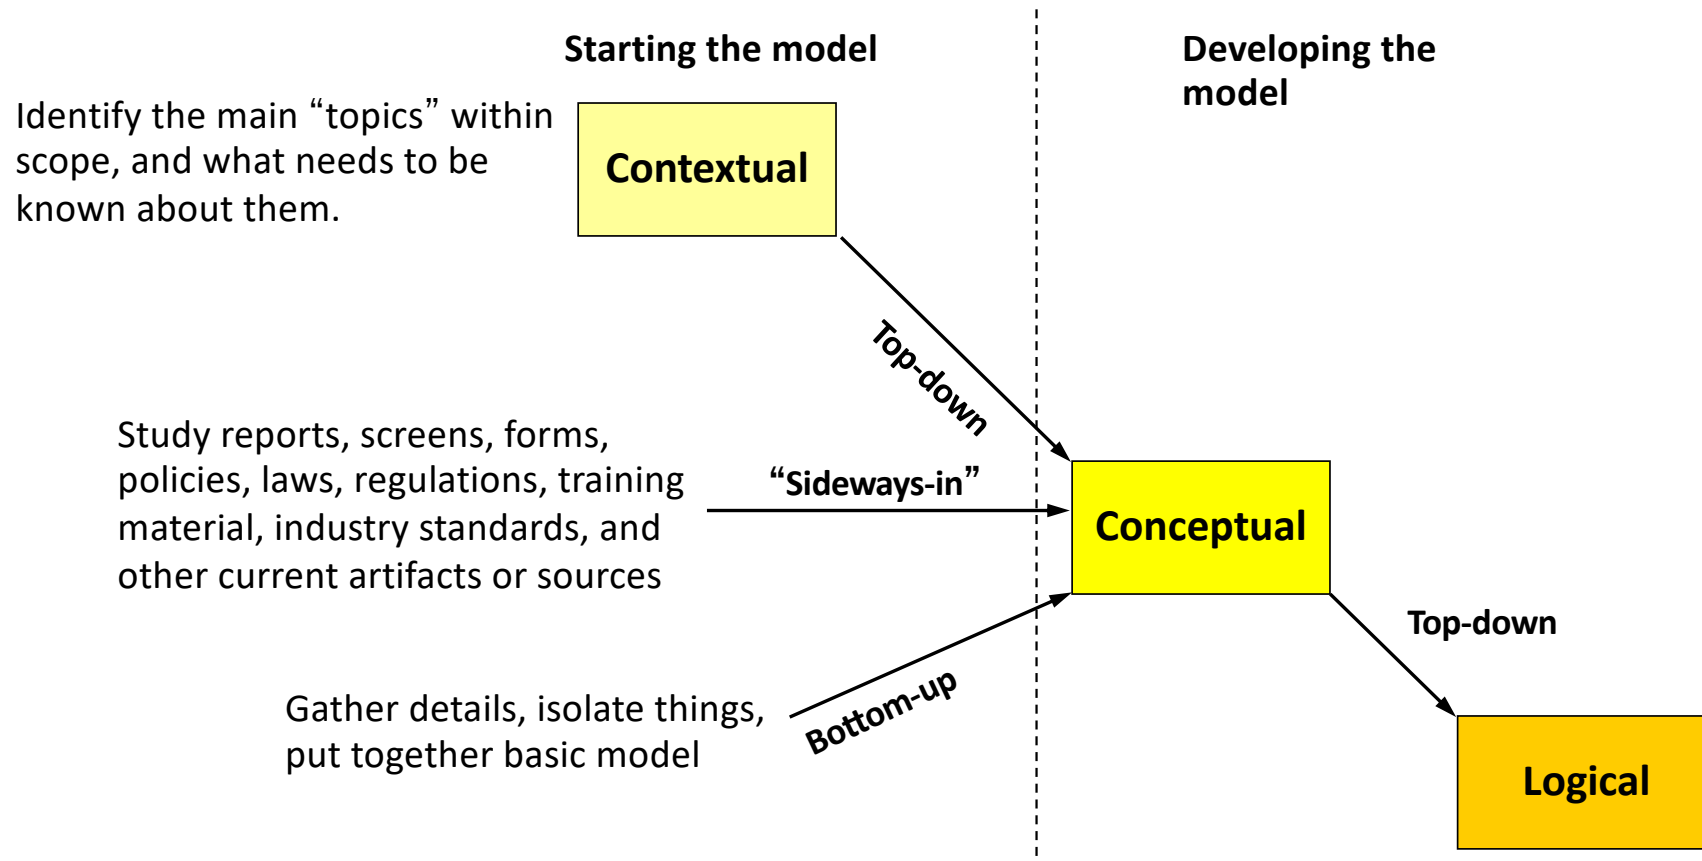 Starting the model
Developing the
model
Identify the main “topics” within
scope, and what needs to be
known about them.
Contextual
Top-down
Study reports, screens, forms,
policies, laws, regulations, training
material, industry standards, and
other current artifacts or sources
“Sideways-in”
Conceptual
Top-down
Gather details, isolate things,
put together basic model
Bottom-up
Logical